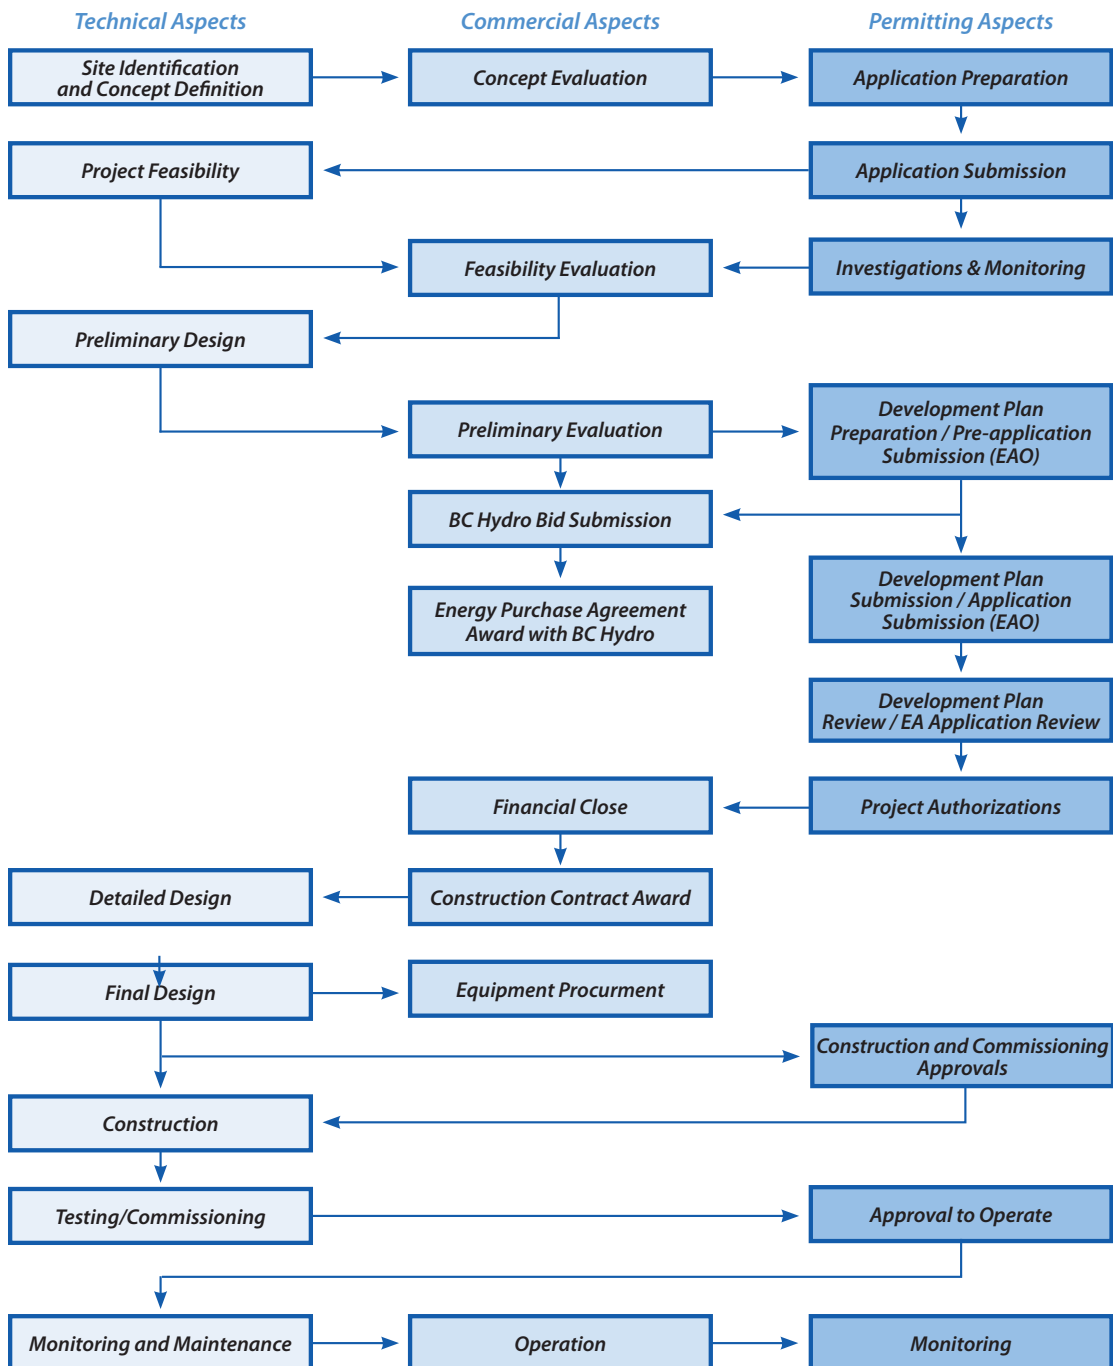 Technical Aspects
Commercial Aspects
Permitting Aspects
Site Identification
and Concept Definition
Concept Evaluation
Application Preparation
Project Feasibility
Application Submission
Feasibility Evaluation
Investigations & Monitoring
Preliminary Design
Preliminary Evaluation
Development Plan
Preparation / Pre-application
Submission (EAO)
BC Hydro Bid Submission
Energy Purchase Agreement
Award with BC Hydro
Development Plan
Submission / Application
Submission (EAO)
Development Plan
Review / EA Application Review
Financial Close
Project Authorizations
Detailed Design
Construction Contract Award
Final Design
Equipment Procurment
Construction and Commissioning
Approvals
Construction
Testing/Commissioning
Approval to Operate
Monitoring and Maintenance
Operation
Monitoring